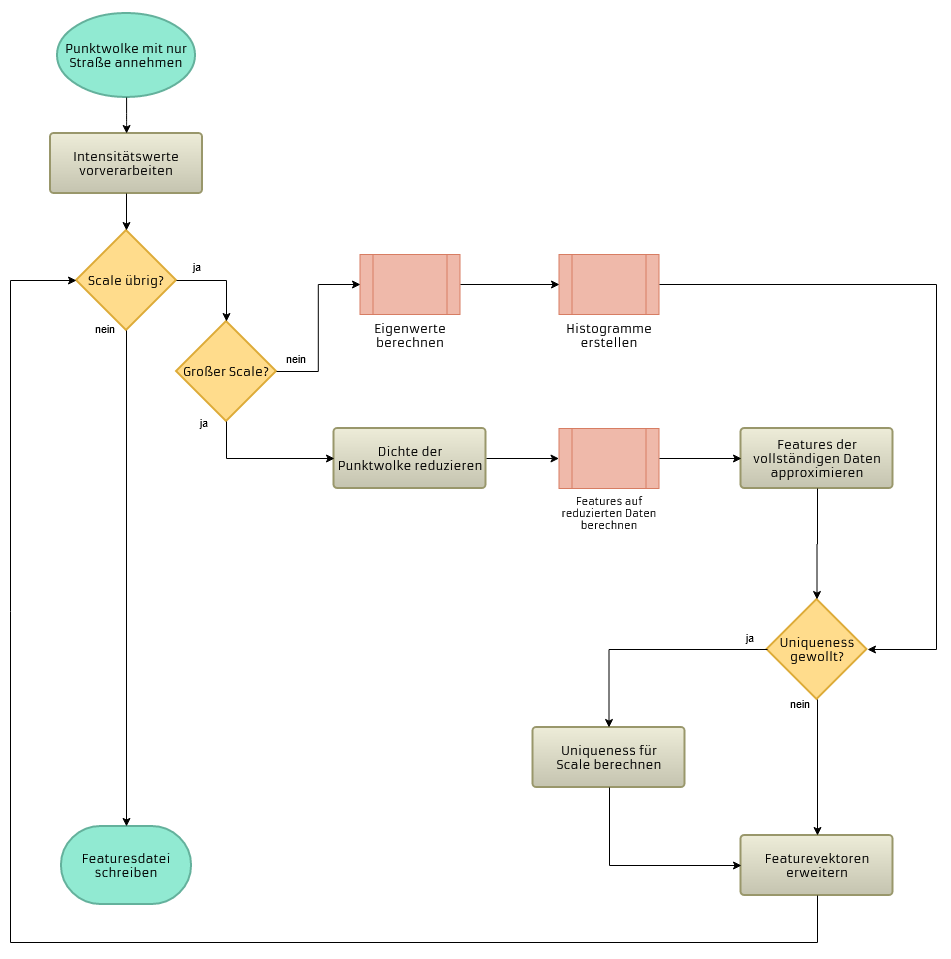 Punktwolke mit nur
Straße annehmen
Intensitätswerte
vorverarbeiten
Scale übrig?
ja
nein
Großer Scale?
nein
ja
Eigenwerte
berechnen
Histogramme
erstellen
Dichte der
Punktwolke reduzieren
Features auf
reduzierten Daten
berechnen
Features der
vollständigen Daten
approximieren
Uniqueness
gewollt?
ja
nein
Uniqueness für
Scale berechnen
Featurevektoren
erweitern
Featuresdatei
schreiben